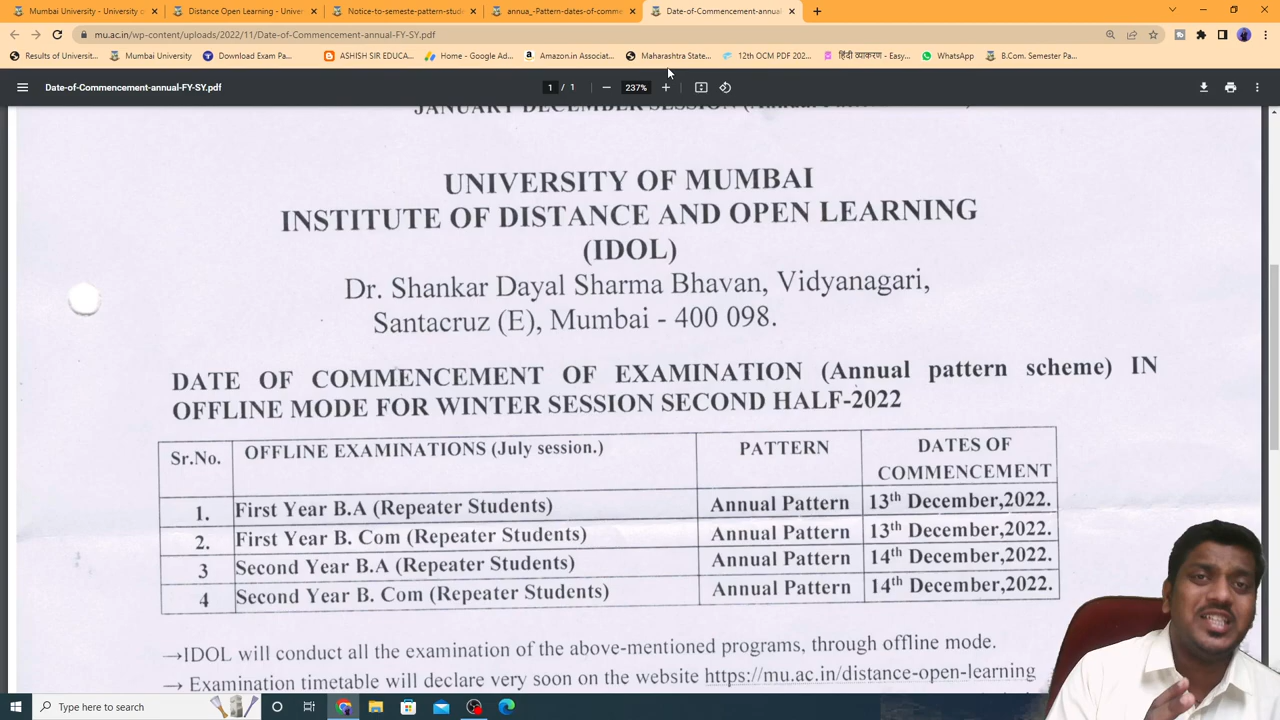 Mumbai University - University o
Distance Open Learning - Univer
Notice-to-semeste-pattern-stude
annua_-Pattern-dates-of-comme
Date-of-Commencement-annual-
mu.ac.in/wp-content/uploads/2022/11/Date-of-Commencement-annual-FY-SY.pdf
Results of Universit...
Mumbai University
Download Exam Pa...
ASHISH SIR EDUCA...
Home - Google Ad...
Amazon.in Associat...
Maharashtra State...
12th OCM PDF 202...
हिंदी व्याकरण - Easy...
WhatsApp
B.Com. Semester Pa...
Date-of-Commencement-annual-FY-SY.pdf
1 / 1
237%
JANUARY DECEMBER SESSION
UNIVERSITY OF MUMBAI
INSTITUTE OF DISTANCE AND OPEN LEARNING
(IDOL)
Dr. Shankar Dayal Sharma Bhavan, Vidyanagari,
Santacruz (E), Mumbai - 400 098.
DATE OF COMMENCEMENT OF EXAMINATION (Annual pattern scheme) IN
OFFLINE MODE FOR WINTER SESSION SECOND HALF-2022
Sr.No. OFFLINE EXAMINATIONS (July session.) PATTERN DATES OF COMMENCEMENT
1. First Year B.A (Repeater Students) Annual Pattern 13th December,2022.
2. First Year B. Com (Repeater Students) Annual Pattern 13th December,2022.
3 Second Year B.A (Repeater Students) Annual Pattern 14th December,2022.
4 Second Year B. Com (Repeater Students) Annual Pattern 14th December,2022.
→IDOL will conduct all the examination of the above-mentioned programs, through offline mode.
→ Examination timetable will declare very soon on the website https://mu.ac.in/distance-open-learning
Type here to search